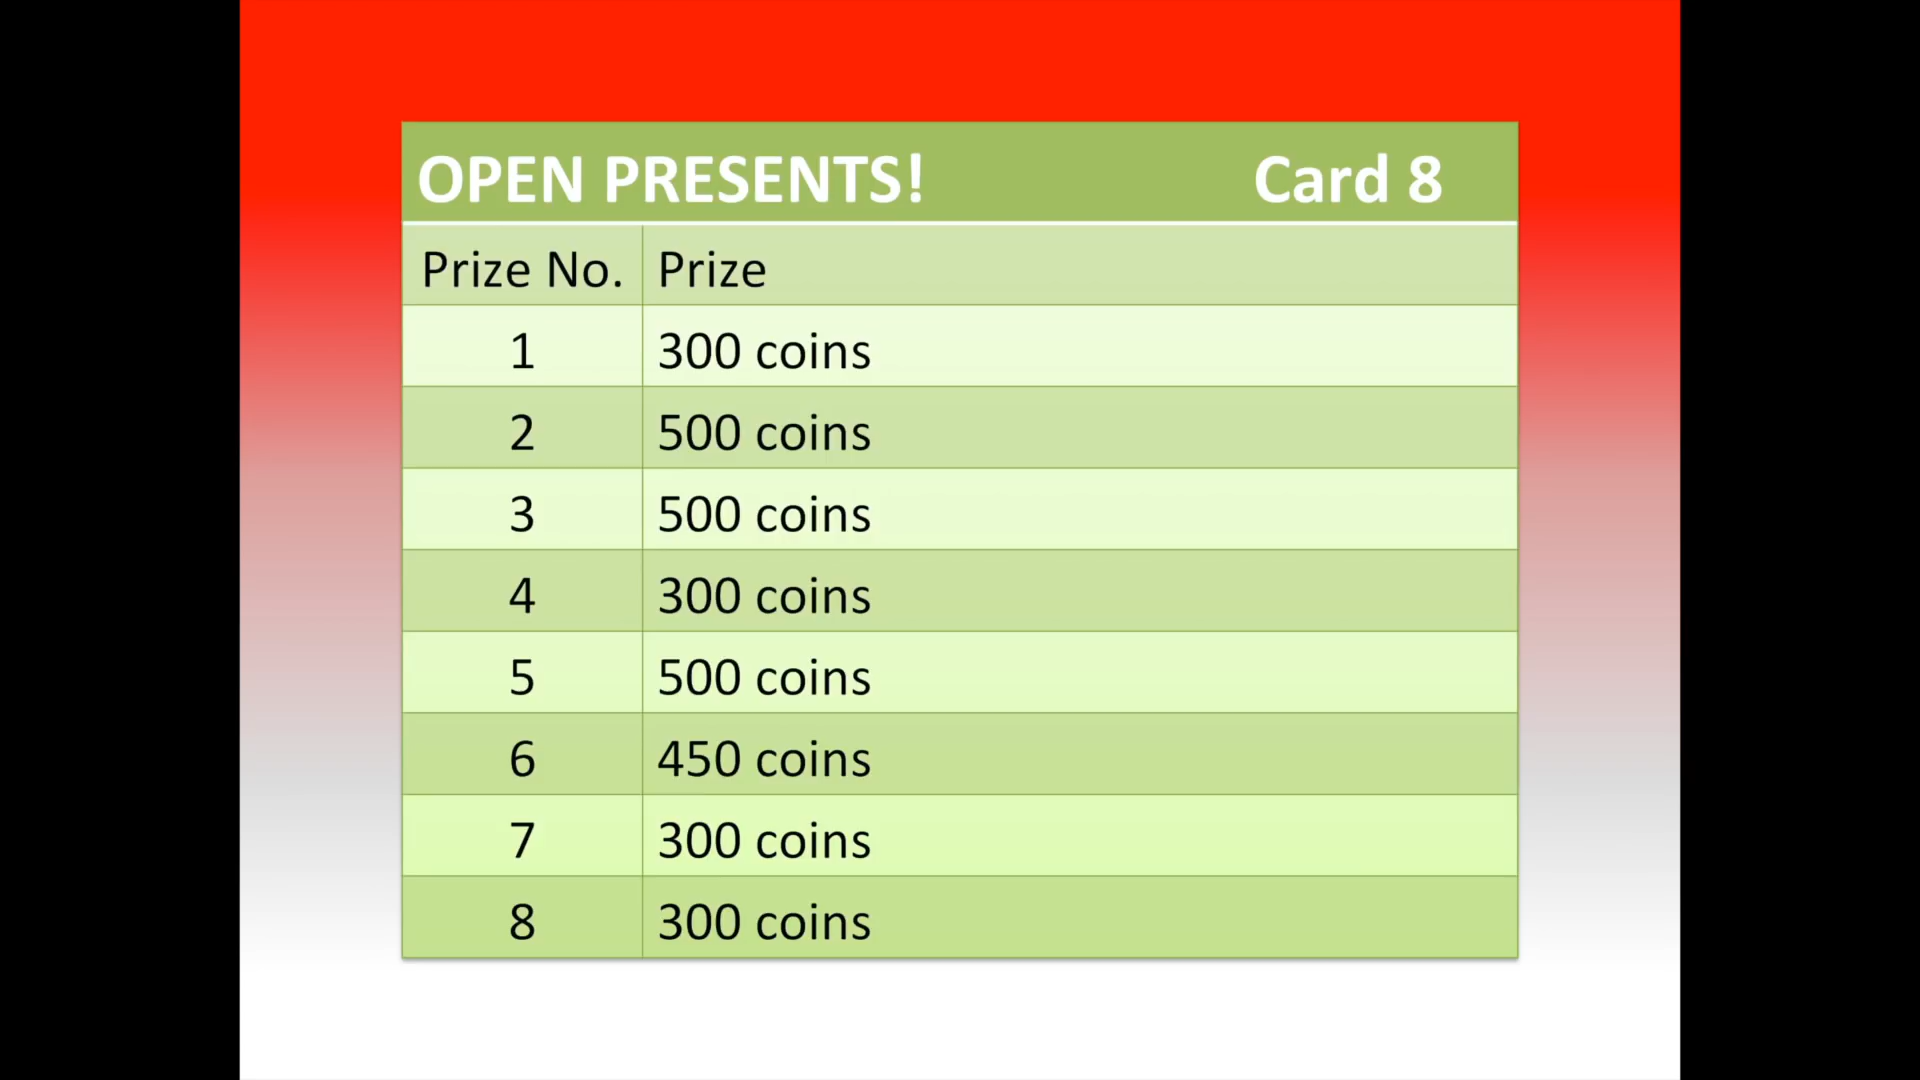 OPEN PRESENTS! Card 8
Prize No. Prize
1 300 coins
2 500 coins
3 500 coins
4 300 coins
5 500 coins
6 450 coins
7 300 coins
8 300 coins